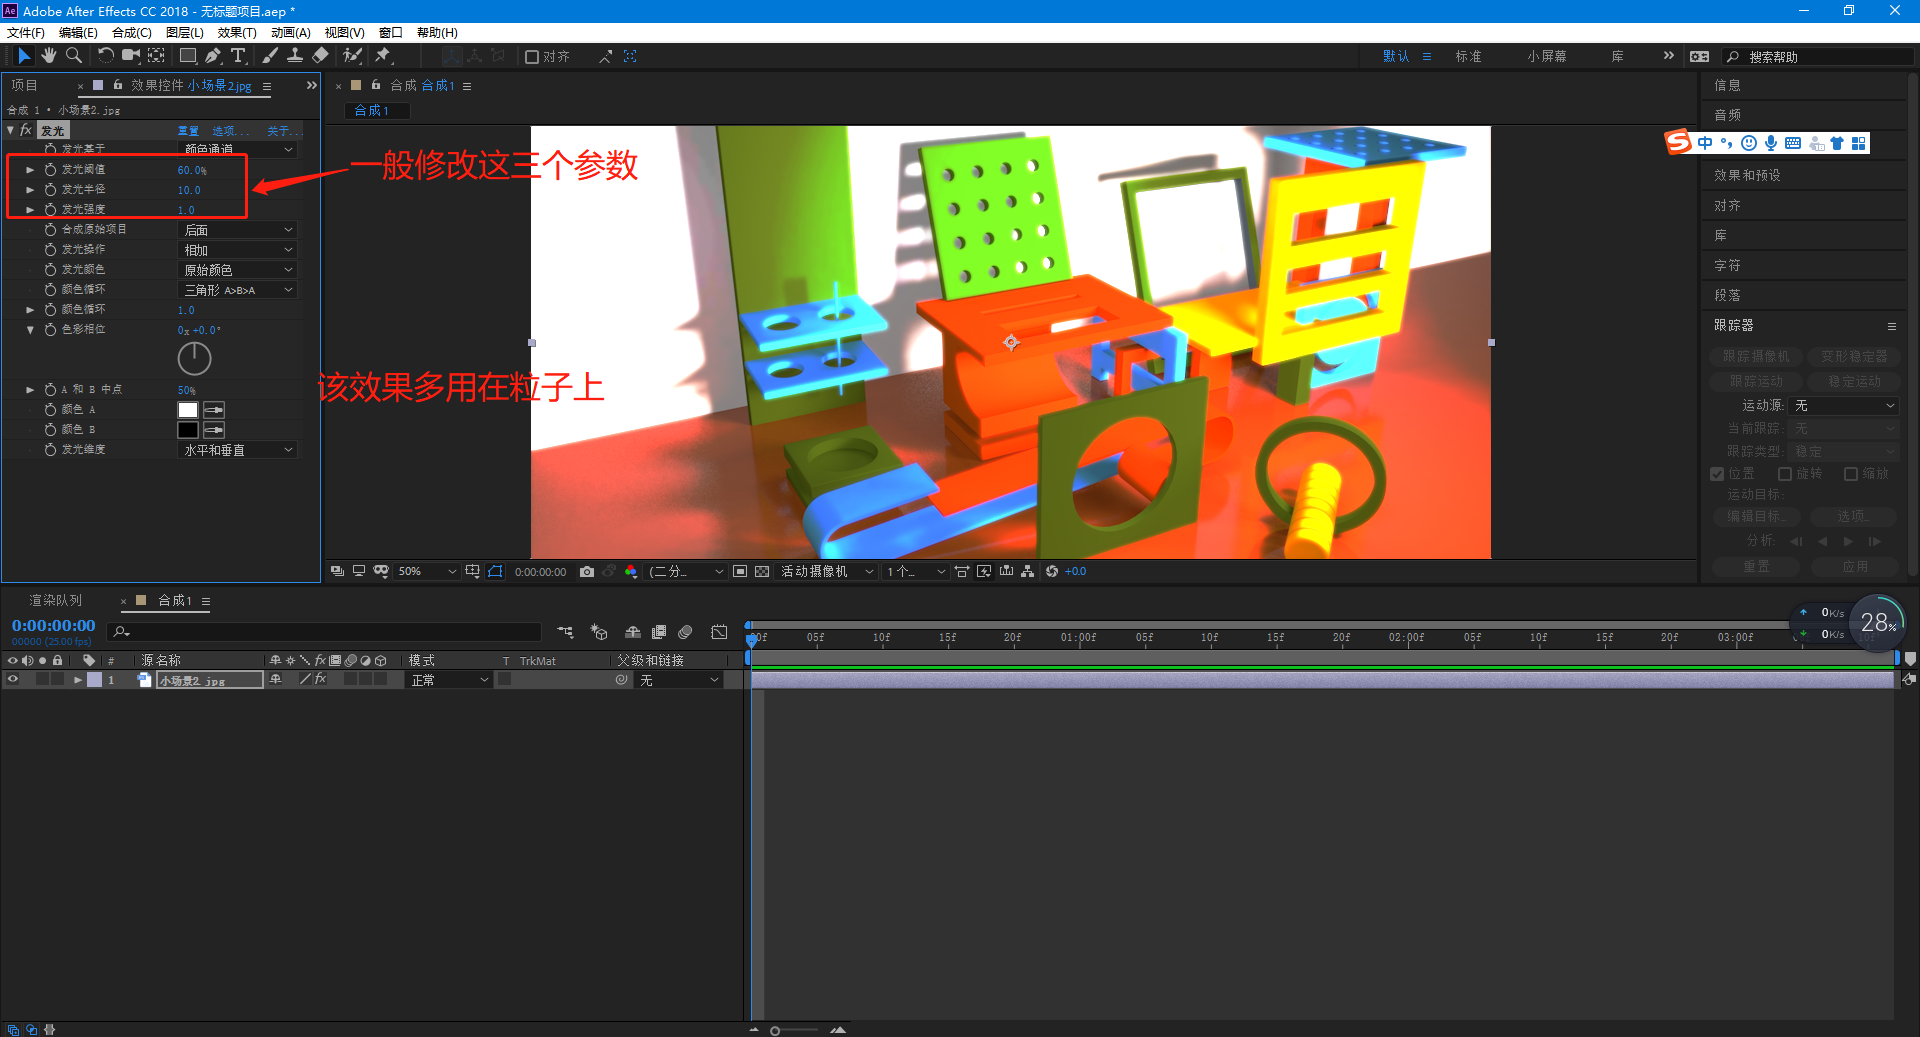 Adobe After Effects CC 2018 - 无标题项目.aep *
文件(F) 编辑(E) 合成(C) 图层(L) 效果(T) 动画(A) 视图(V) 窗口 帮助(H)
对齐 默认 标准 小屏幕 库 搜索帮助
项目 效果控件 小场景2.jpg
合成 合成1
合成 1 • 小场景2.jpg
合成1
fx 发光 重置 选项... 关于...
发光基于 颜色通道
发光阈值 60.0%
发光半径 10.0
发光强度 1.0
合成原始项目 后面
发光操作 相加
发光颜色 原始颜色
颜色循环 三角形 A>B>A
颜色循环 1.0
色彩相位 0x +0.0°
A 和 B 中点 50%
颜色 A
颜色 B
发光维度 水平和垂直
一般修改这三个参数
该效果多用在粒子上
50% 0:00:00:00 (二分... 活动摄像机 1个... +0.0
信息
音频
中
效果和预设
对齐
库
字符
段落
跟踪器
跟踪摄像机 变形稳定器
跟踪运动 稳定运动
运动源: 无
当前跟踪: 无
跟踪类型: 稳定
位置 旋转 缩放
运动目标:
编辑目标... 选项...
分析:
重置 应用
渲染队列 合成1
0:00:00:00
00000 (25.00 fps)
# 源名称 fx 模式 T TrkMat 父级和链接
1 小场景2.jpg fx 正常 无
00f 05f 10f 15f 20f 01:00f 05f 10f 15f 20f 02:00f 05f 10f 15f 20f 03:00f
0K/s
0K/s
28%